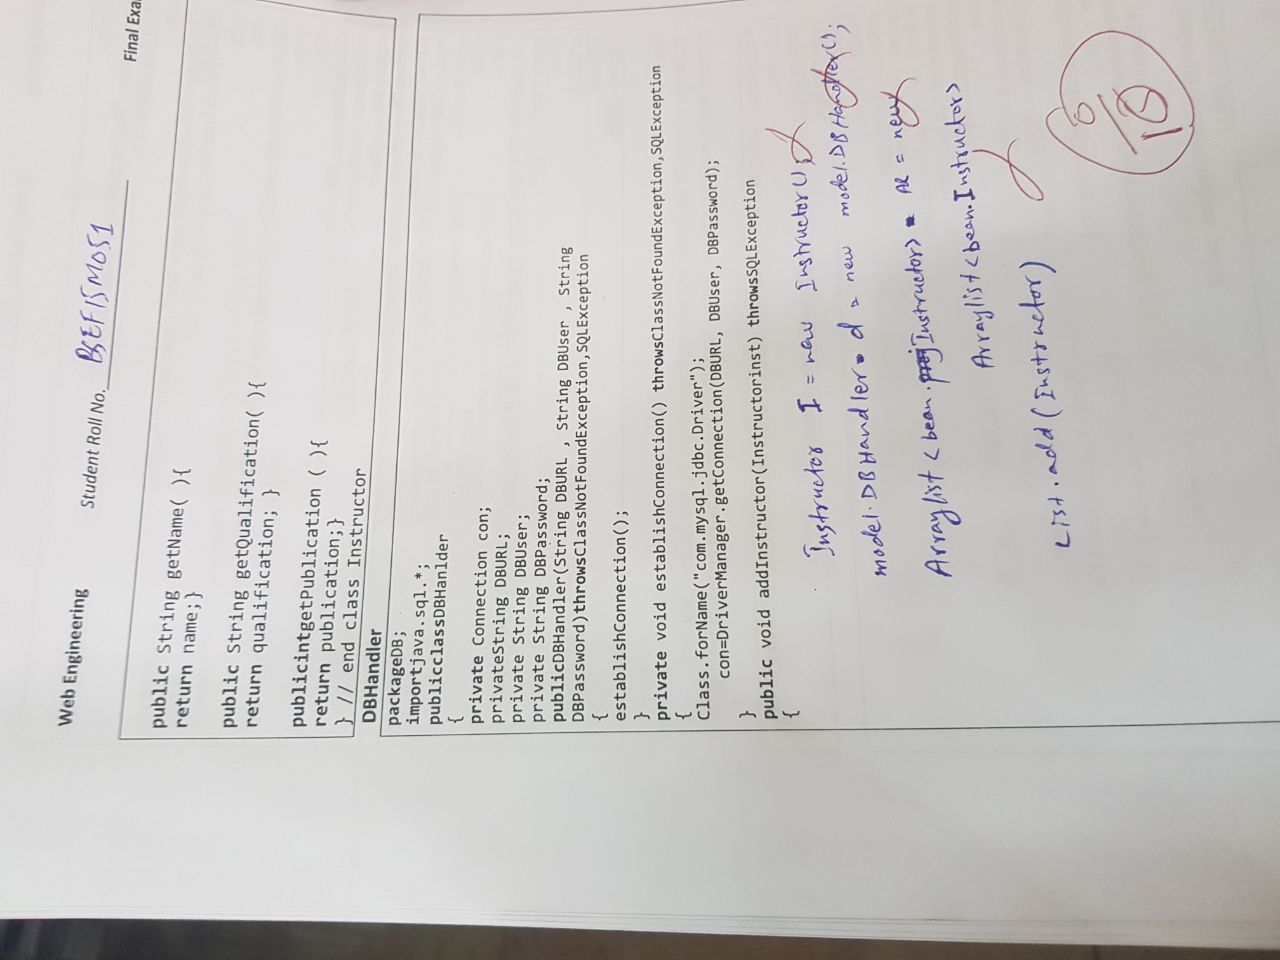 Web Engineering
Student Roll No. BSEF15M051
Final Exa
public String getName( ){
return name;}
public String getQualification( ){
return qualification; }
publicintgetPublication ( ){
return publication;}
} // end class Instructor
DBHandler
packageDB;
importjava.sql.*;
publicclassDBHanlder
{
private Connection con;
privateString DBURL;
private String DBUser;
private String DBPassword;
publicDBHandler(String DBURL , String DBUser , String
DBPassword)throwsClassNotFoundException,SQLException
{
establishConnection();
}
private void establishConnection() throwsClassNotFoundException,SQLException
{
Class.forName("com.mysql.jdbc.Driver");
con=DriverManager.getConnection(DBURL, DBUser, DBPassword);
}
public void addInstructor(Instructorinst) throwsSQLException
{
Instructor I = new Instructor();
model.DBHandler d = new model.DBHandler();
Arraylist <bean.Instructor> AR = new
Arraylist <bean.Instructor>
List.add (Instructor)
0
10